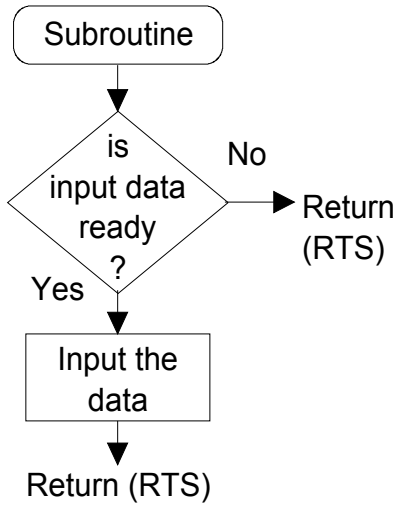 Subroutine
is
input data
ready
?
No
Return
(RTS)
Yes
Input the
data
Return (RTS)